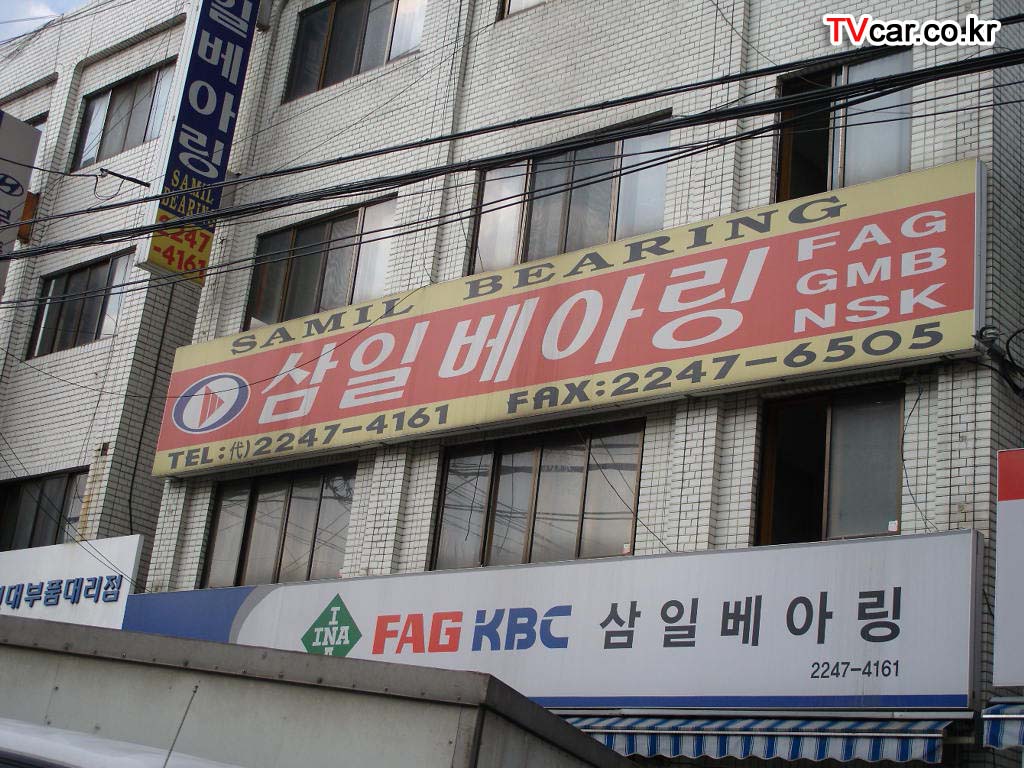 TVcar.co.kr
일베아링
SAMIL
BEARIN
2247
-4161
SAMIL BEARING
삼일베아링
FAG
GMB
NSK
TEL:(代)2247-4161
FAX:2247-6505
대부품대리점
INA
FAG KBC 삼일베아링
2247-4161